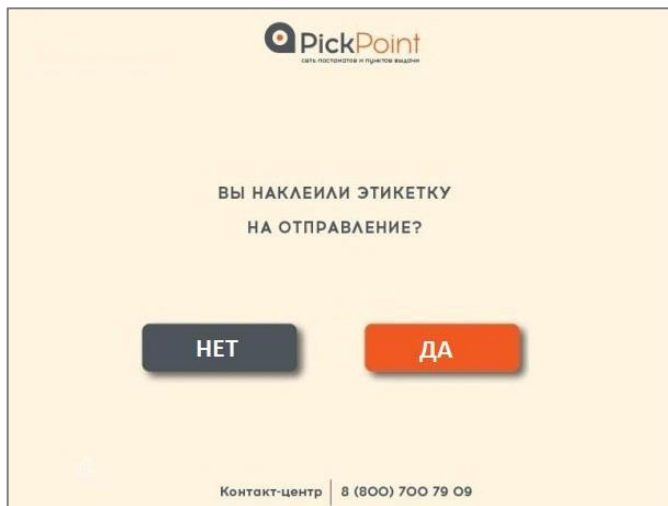 PickPoint
сеть постаматов и пунктов выдачи
ВЫ НАКЛЕИЛИ ЭТИКЕТКУ
НА ОТПРАВЛЕНИЕ?
НЕТ
ДА
Контакт-центр | 8 (800) 700 79 09